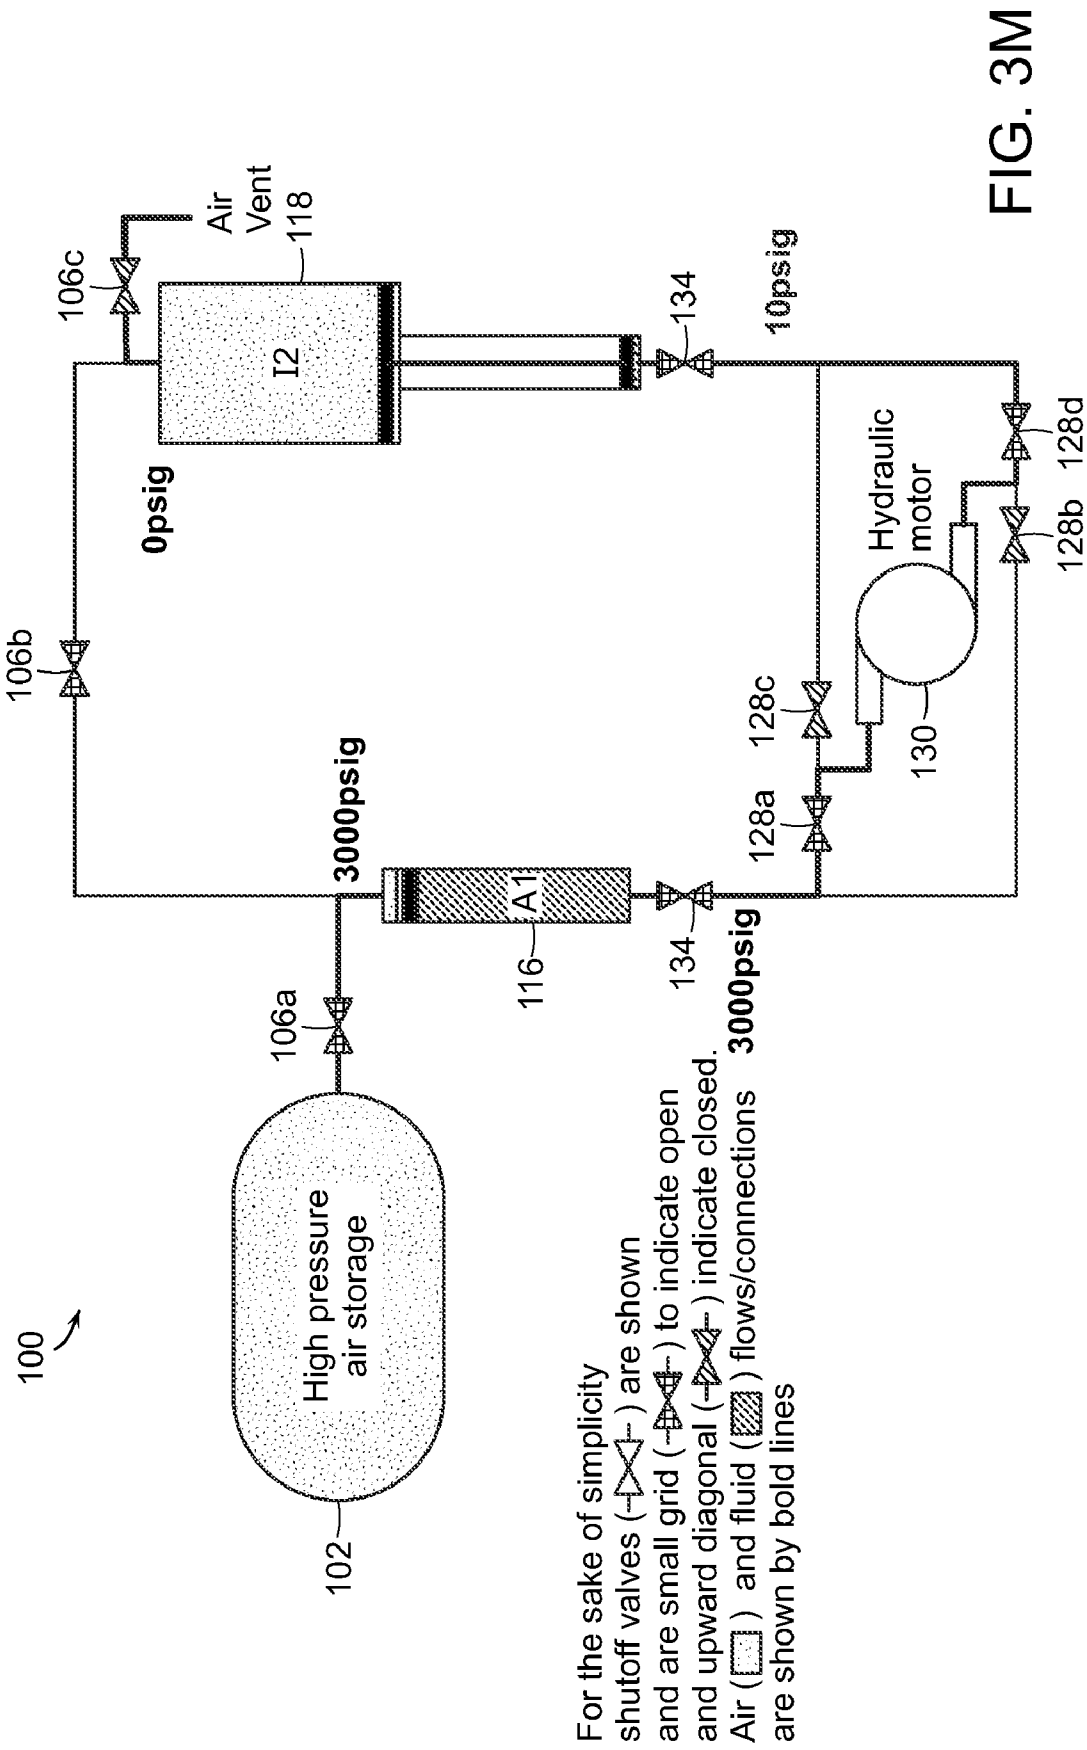 100
High pressure
air storage
102
106a
106b
106c
Air
Vent
118
I2
0psig
3000psig
A1
116
134
3000psig
134
10psig
128a
128c
Hydraulic
motor
130
128b
128d
For the sake of simplicity
shutoff valves ( ) are shown
and are small grid ( ) to indicate open
and upward diagonal ( ) indicate closed.
Air ( ) and fluid ( ) flows/connections
are shown by bold lines
FIG. 3M